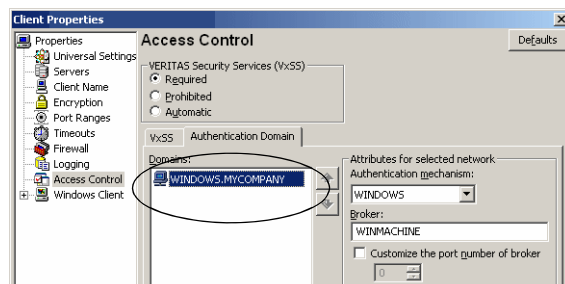 Client Properties
Properties
Universal Settings
Servers
Client Name
Encryption
Port Ranges
Timeouts
Firewall
Logging
Access Control
Windows Client
Access Control
Defaults
VERITAS Security Services (VxSS)
Required
Prohibited
Automatic
VxSS
Authentication Domain
Domains:
WINDOWS.MYCOMPANY
Attributes for selected network
Authentication mechanism:
WINDOWS
Broker:
WINMACHINE
Customize the port number of broker
0